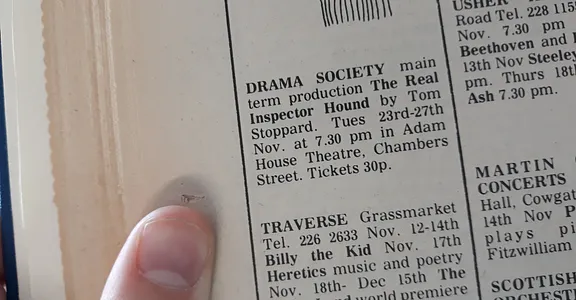 DRAMA SOCIETY main
term production The Real
Inspector Hound by Tom
Stoppard. Tues 23rd-27th
Nov. at 7.30 pm in Adam
House Theatre, Chambers
Street. Tickets 30p.
TRAVERSE Grassmarket
Tel. 226 2633 Nov. 12-14th
Billy the Kid Nov. 17th
Heretics music and poetry
Nov. 18th- Dec 15th The
world premiere
USHER
Road Tel. 228 115
Nov. 7.30 pm
Beethoven and
13th Nov Steeley
pm. Thurs 18th
Ash 7.30 pm.
MARTIN
CONCERTS
Hall, Cowgat
14th Nov P
plays pi
Fitzwilliam
SCOTTISH